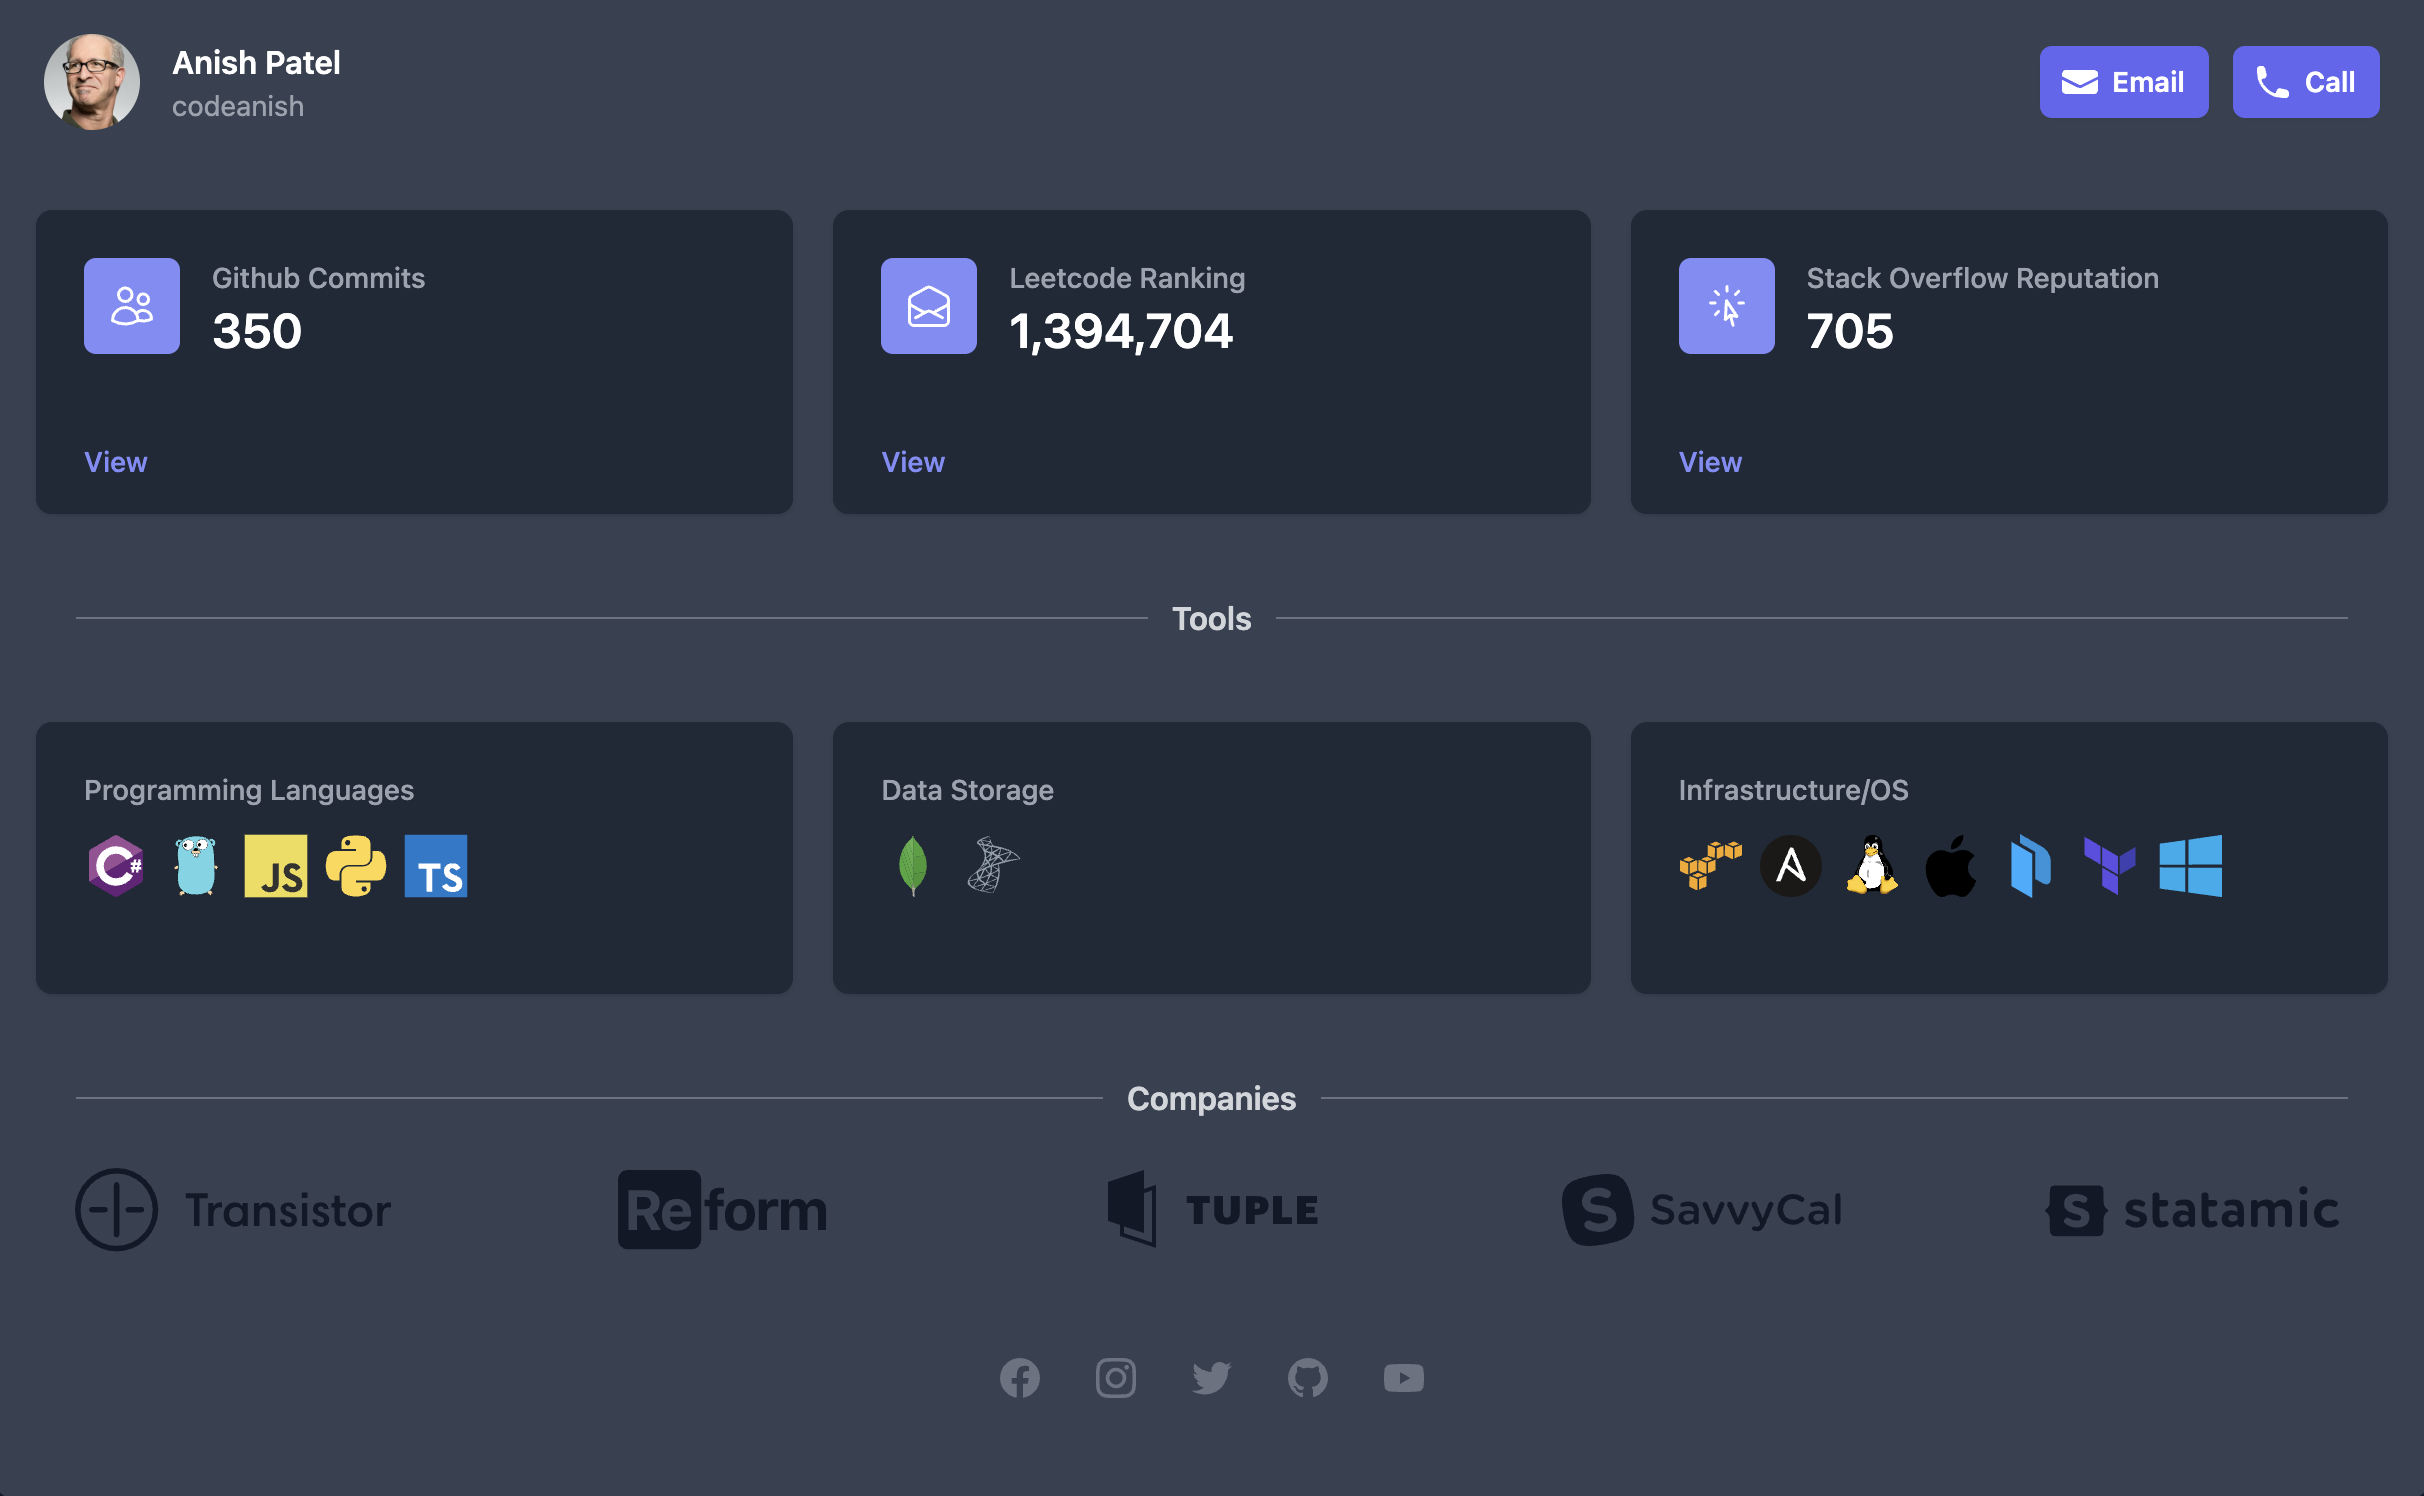 Anish Patel
codeanish
Email
Call
Github Commits
350
View
Leetcode Ranking
1,394,704
View
Stack Overflow Reputation
705
View
Tools
Programming Languages
C#
JS
TS
Data Storage
Infrastructure/OS
A
Companies
Transistor
Reform
TUPLE
S SavvyCal
S statamic